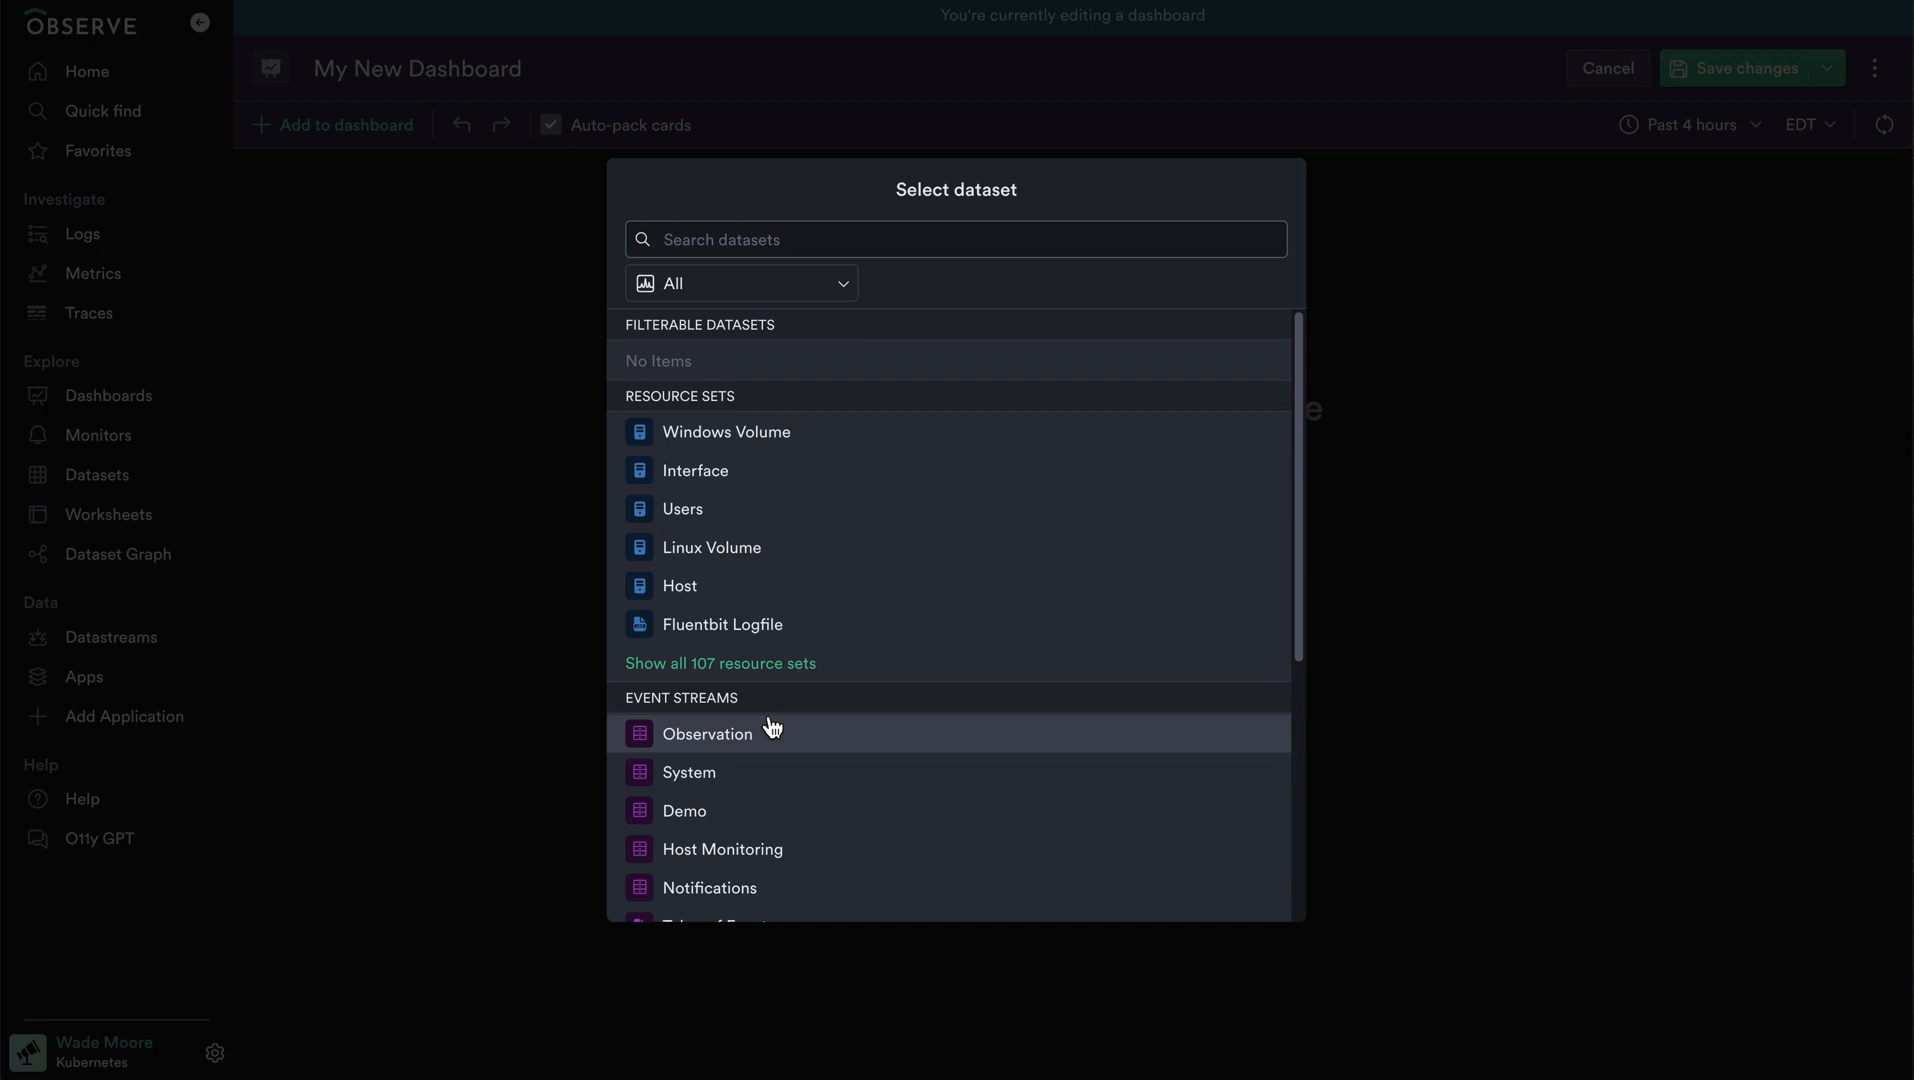 OBSERVE
Home
Quick find
Favorites
Investigate
Logs
Metrics
Traces
Explore
Dashboards
Monitors
Datasets
Worksheets
Dataset Graph
Data
Datastreams
Apps
Add Application
Help
Help
O11y GPT
Wade Moore
Kubernetes
You're currently editing a dashboard
My New Dashboard
Cancel
Save changes
Add to dashboard
Auto-pack cards
Past 4 hours
EDT
Select dataset
Search datasets
All
FILTERABLE DATASETS
No Items
RESOURCE SETS
Windows Volume
Interface
Users
Linux Volume
Host
Fluentbit Logfile
Show all 107 resource sets
EVENT STREAMS
Observation
System
Demo
Host Monitoring
Notifications